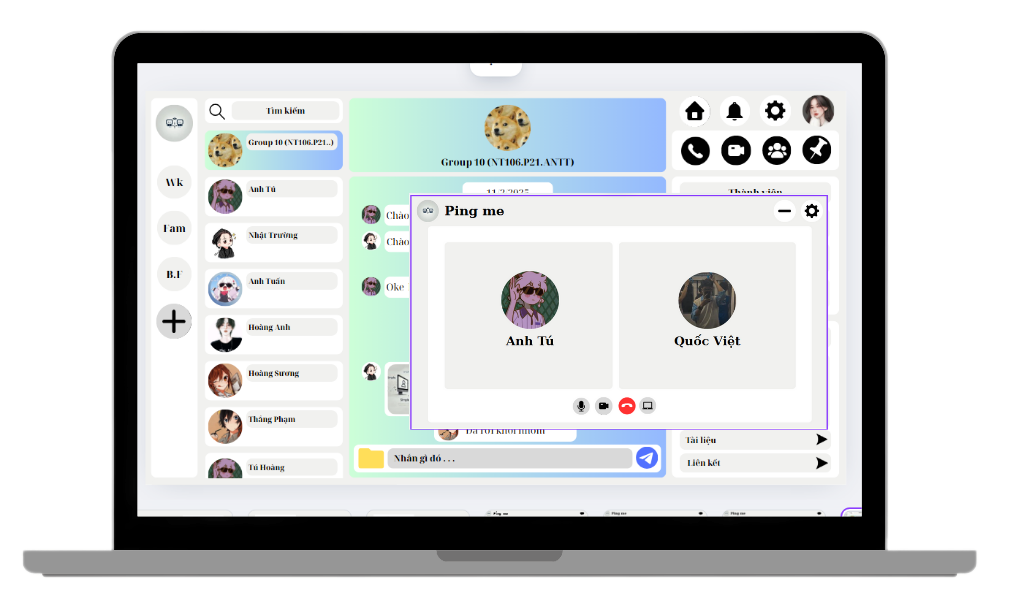 Tìm kiếm
Group 10 (NT106.P21..)
Anh Tú
Nhật Trường
Anh Tuấn
Hoàng Anh
Hoàng Sương
Thăng Phạm
Tú Hoàng
Wk
Fam
B.F
Group 10 (NT106.P21.ANTT)
11.2.2025
Chào
Chào
Oke
Đã rời khỏi nhóm
Nhắn gì đó . . .
Thành viên
Tài liệu
Liên kết
Ping me
Anh Tú
Quốc Việt
Ping me
Ping me
Ping me